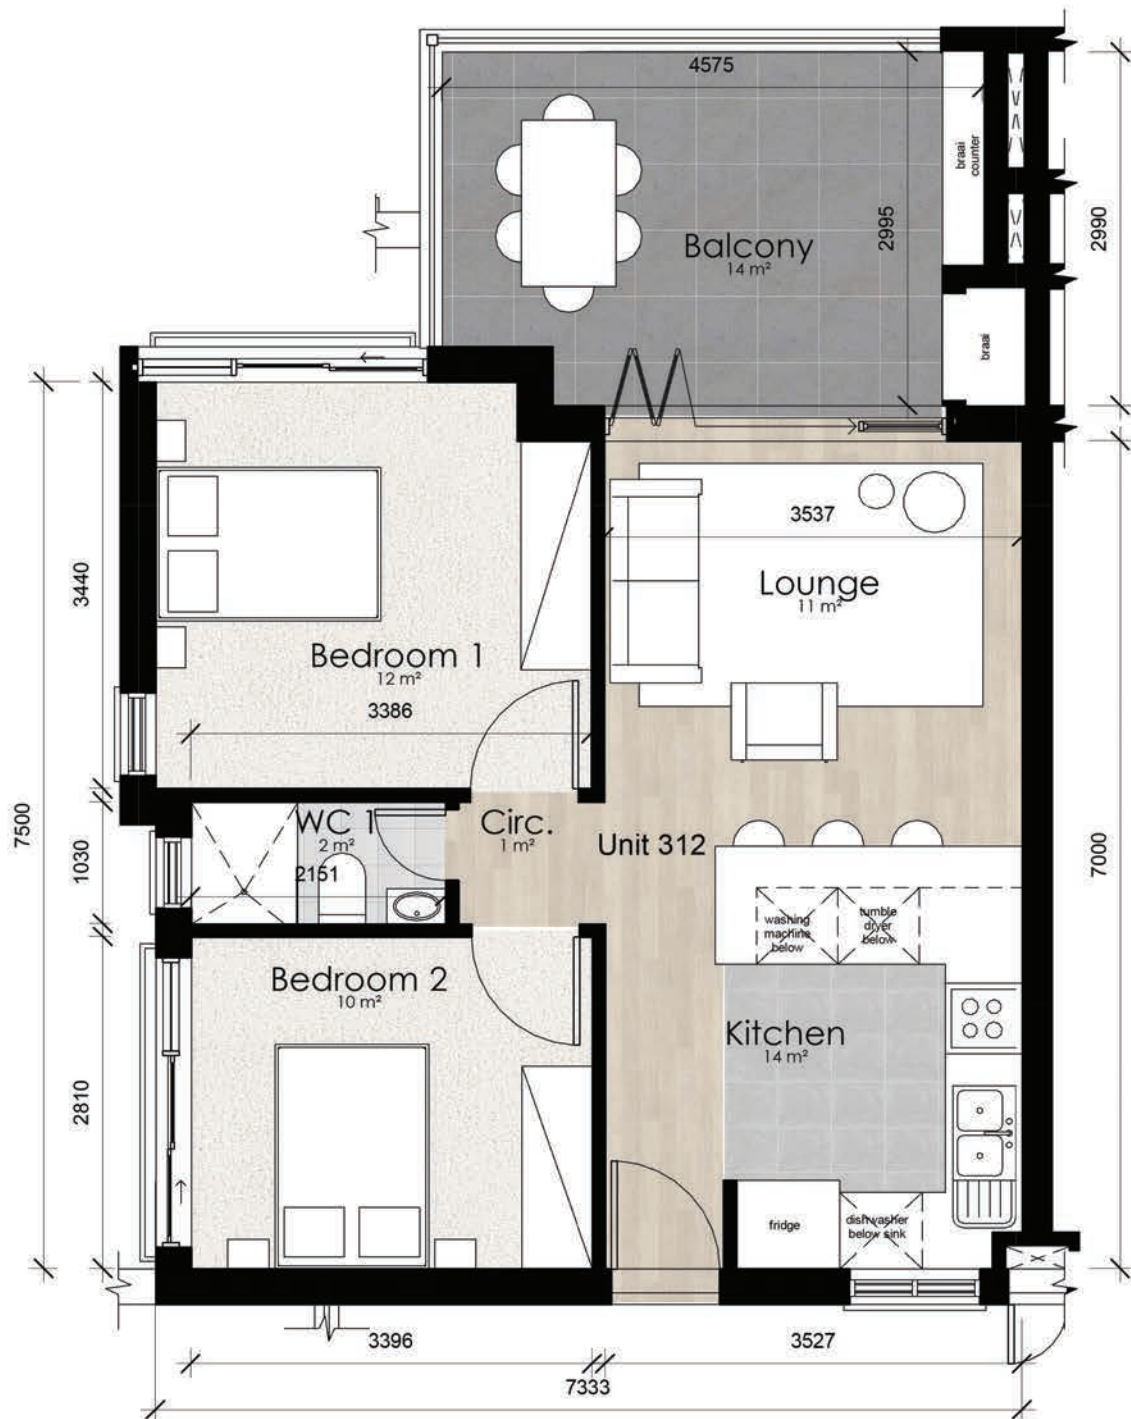 4575
braai
counter
2990
2995
Balcony
14 m²
braai
3537
Lounge
11 m²
3440
Bedroom 1
12 m²
3386
7500
WC 1
2 m²
2151
Circ.
1 m²
Unit 312
1030
7000
washing
machine
below
tumble
dryer
below
Bedroom 2
10 m²
Kitchen
14 m²
2810
fridge
dishwasher
below sink
3396
3527
7333